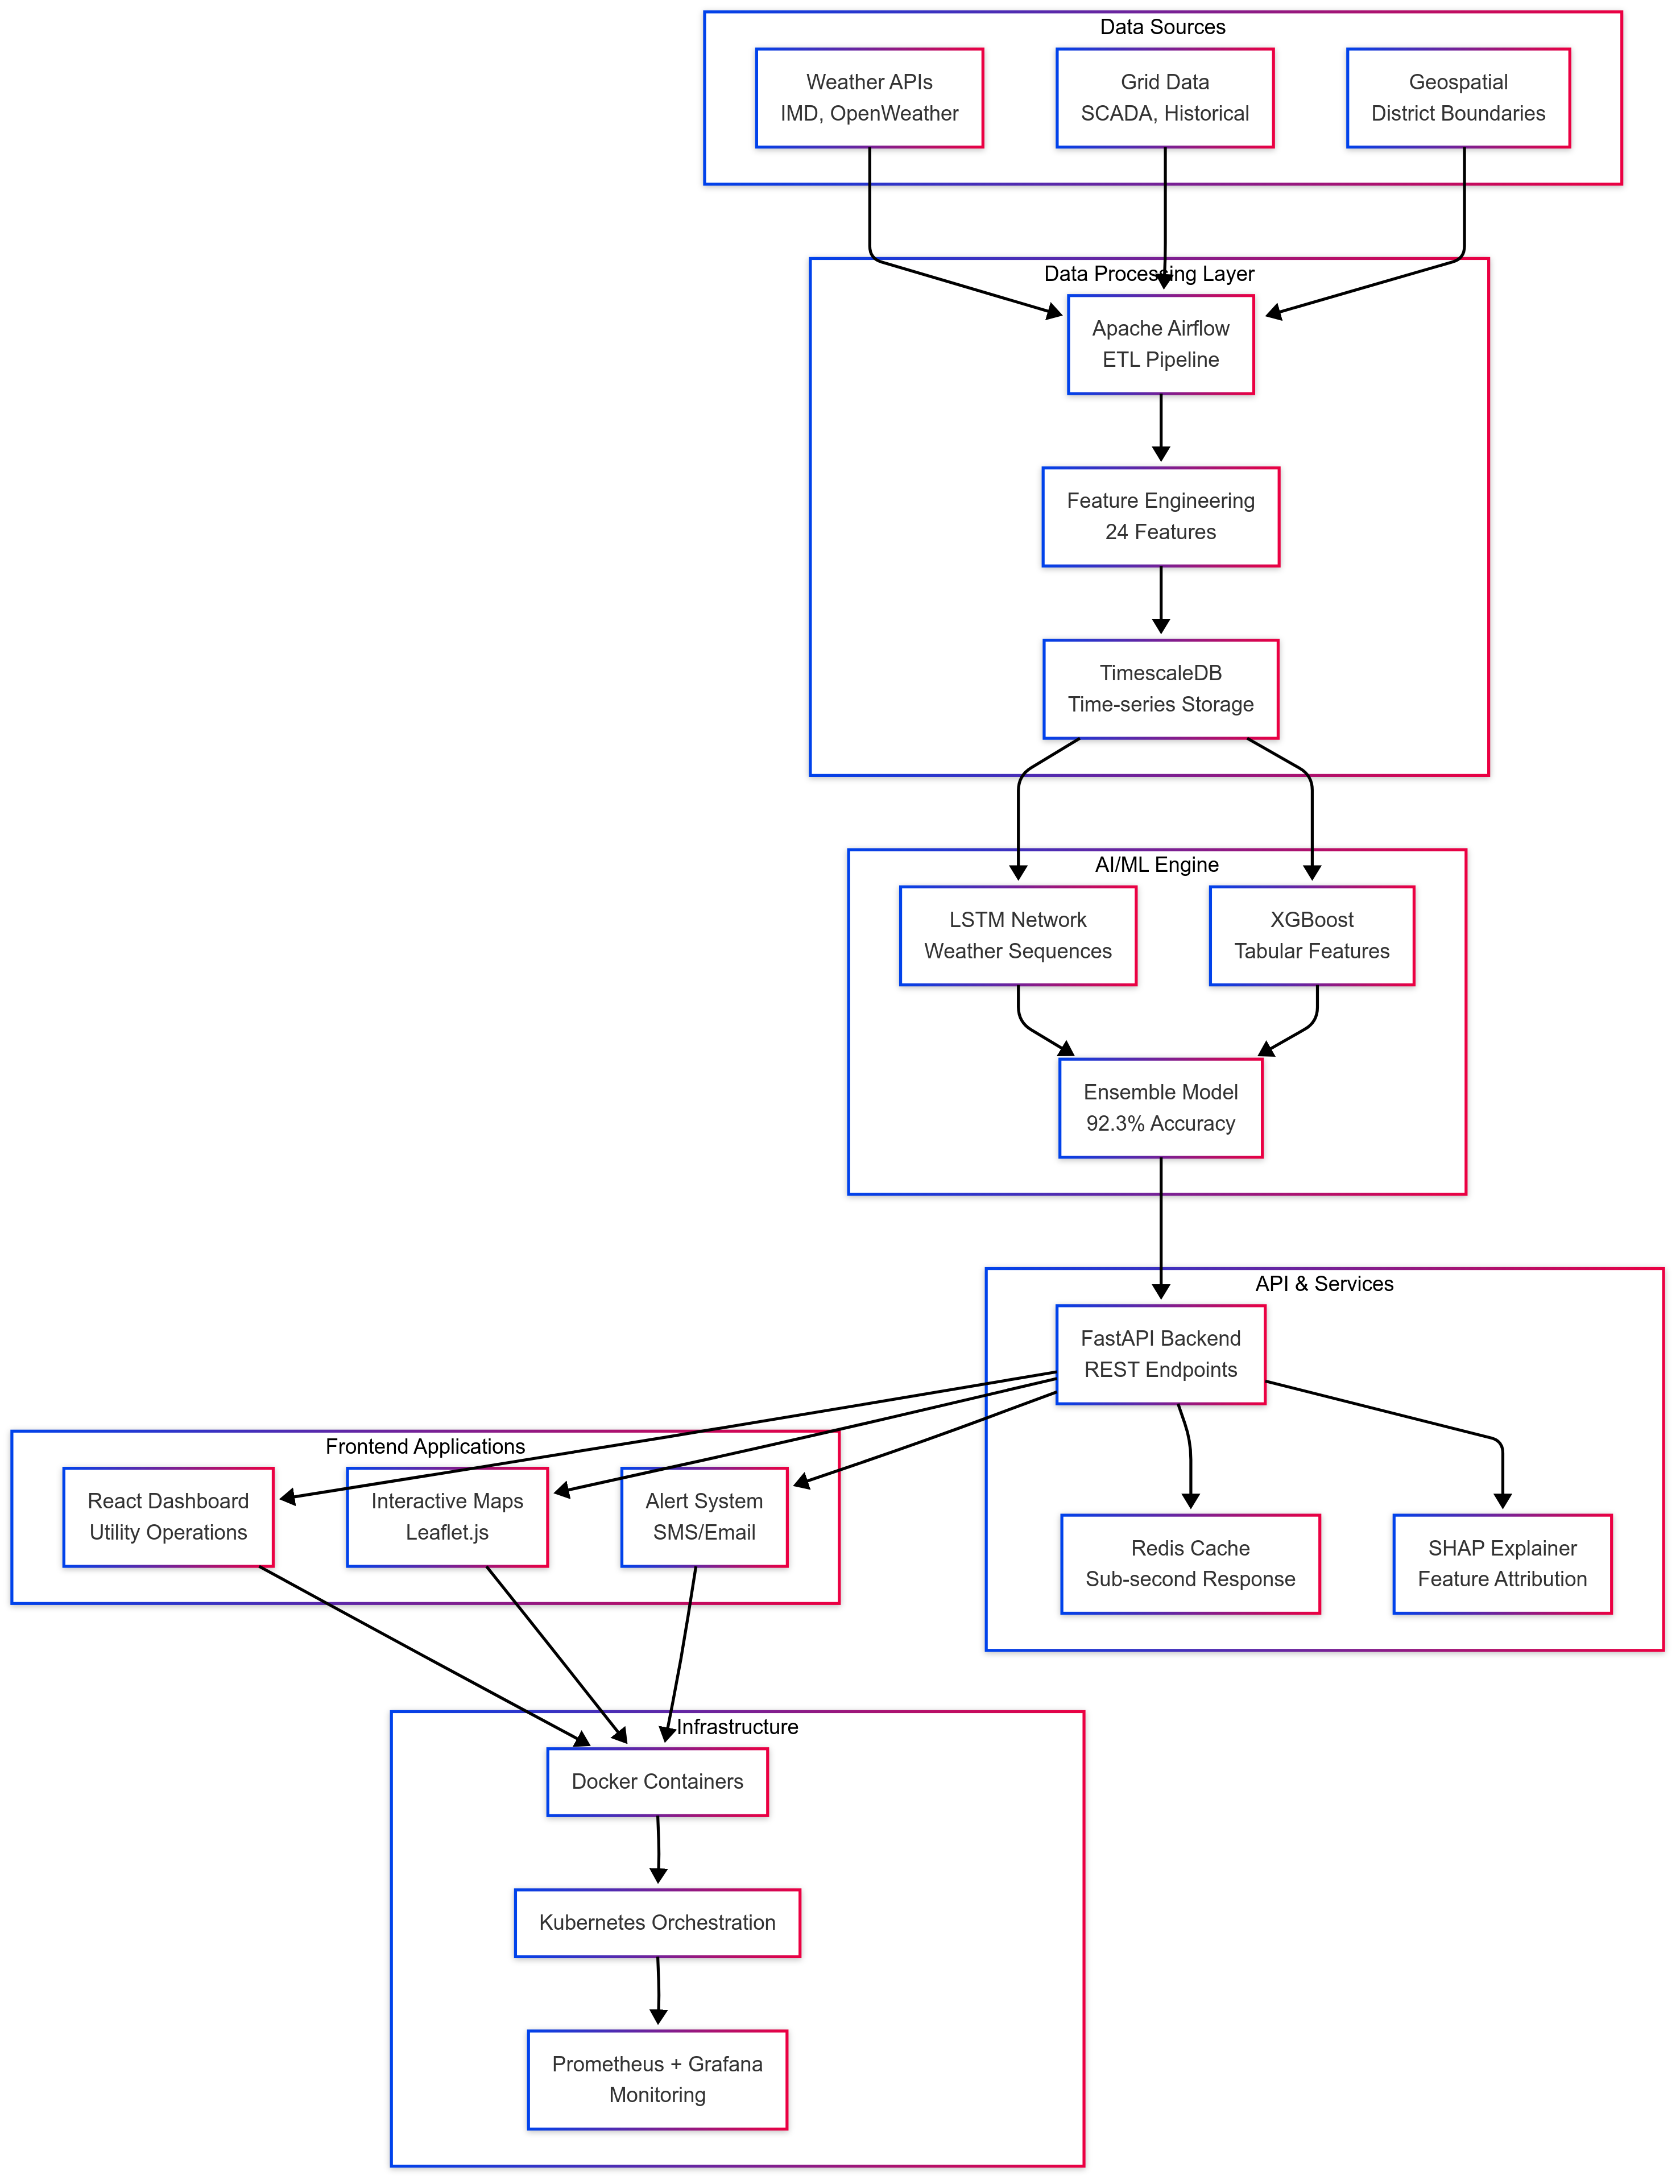 Data Sources
Weather APIs
IMD, OpenWeather
Grid Data
SCADA, Historical
Geospatial
District Boundaries
Data Processing Layer
Apache Airflow
ETL Pipeline
Feature Engineering
24 Features
TimescaleDB
Time-series Storage
AI/ML Engine
LSTM Network
Weather Sequences
XGBoost
Tabular Features
Ensemble Model
92.3% Accuracy
API & Services
FastAPI Backend
REST Endpoints
Frontend Applications
React Dashboard
Utility Operations
Interactive Maps
Leaflet.js
Alert System
SMS/Email
Redis Cache
Sub-second Response
SHAP Explainer
Feature Attribution
Infrastructure
Docker Containers
Kubernetes Orchestration
Prometheus + Grafana
Monitoring